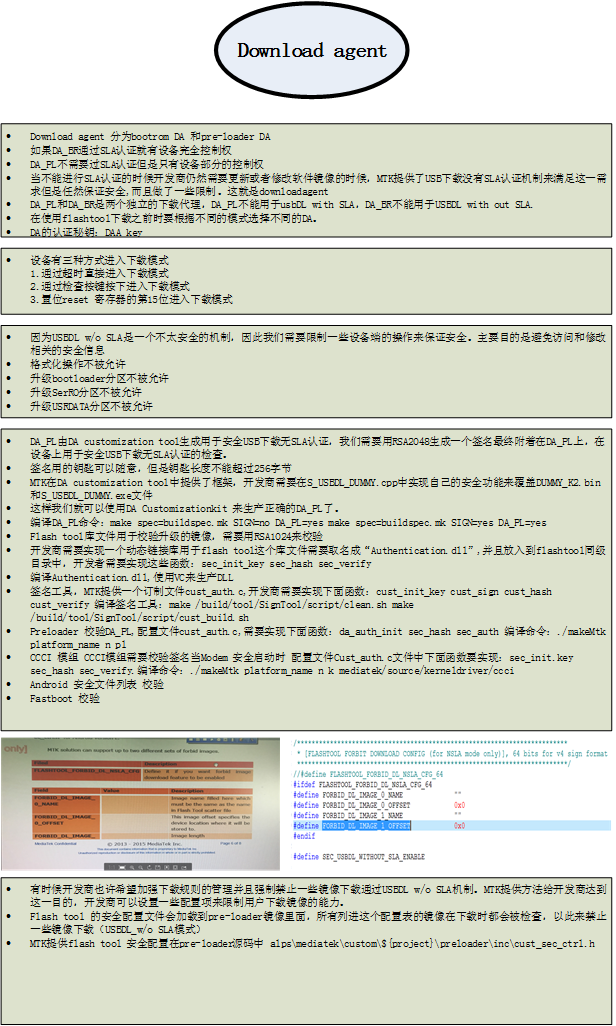 Download agent
• Download agent 分为bootrom DA 和pre-loader DA
• 如果DA_BR通过SLA认证就有设备完全控制权
• DA_PL不需要过SLA认证但是只有设备部分的控制权
• 当不能进行SLA认证的时候开发商仍然需要更新或者修改软件镜像的时候，MTK提供了USB下载没有SLA认证机制来满足这一需
求但是任然保证安全,而且做了一些限制。这就是downloadagent
• DA_PL和DA_BR是两个独立的下载代理，DA_PL不能用于usbDL with SLA，DA_BR不能用于USBDL with out SLA.
• 在使用flashtool下载之前时要根据不同的模式选择不同的DA。
• DA的认证秘钥：DAA key
• 设备有三种方式进入下载模式
1.通过超时直接进入下载模式
2.通过检查按键按下进入下载模式
3.置位reset 寄存器的第15位进入下载模式
• 因为USBDL w/o SLA是一个不太安全的机制，因此我们需要限制一些设备端的操作来保证安全。主要目的是避免访问和修改
相关的安全信息
• 格式化操作不被允许
• 升级bootloader分区不被允许
• 升级SerRO分区不被允许
• 升级USRDATA分区不被允许
• DA_PL由DA customization tool生成用于安全USB下载无SLA认证，我们需要用RSA2048生成一个签名最终附着在DA_PL上，在
设备上用于安全USB下载无SLA认证的检查。
• 签名用的钥匙可以随意，但是钥匙长度不能超过256字节
• MTK在DA customization tool中提供了框架，开发商需要在S_USBDL_DUMMY.cpp中实现自己的安全功能来覆盖DUMMY_K2.bin
和S_USBDL_DUMMY.exe文件
• 这样我们就可以使用DA Customizationkit 来生产正确的DA_PL了。
• 编译DA_PL命令：make spec=buildspec.mk SIGN=no DA_PL=yes make spec=buildspec.mk SIGN=yes DA_PL=yes
• Flash tool库文件用于校验升级的镜像，需要用RSA1024来校验
• 开发商需要实现一个动态链接库用于flash tool这个库文件需要取名成“Authentication.dll”,并且放入到flashtool同级
目录中，开发者需要实现这些函数：sec_init_key sec_hash sec_verify
• 编译Authentication.dll,使用VC来生产DLL
• 签名工具，MTK提供一个订制文件cust_auth.c,开发商需要实现下面函数：cust_init_key cust_sign cust_hash
cust_verify 编译签名工具：make /build/tool/SignTool/script/clean.sh make
/build/tool/SignTool/script/cust_build.sh
• Preloader 校验DA_PL,配置文件cust_auth.c,需要实现下面函数：da_auth_init sec_hash sec_auth 编译命令：./makeMtk
platform_name n pl
• CCCI 模组 CCCI模组需要校验签名当Modem 安全启动时 配置文件Cust_auth.c文件中下面函数要实现：sec_init.key
sec_hash sec_verify.编译命令：./makeMtk platform_name n k mediatek/source/kerneldriver/ccci
• Android 安全文件列表 校验
• Fastboot 校验
only]
MTK solution can support up to two different sets of forbid images.
Field Description
FLASHTOOL_FORBID_DL_NSLA_CFG Define it if you want forbid image
download feature to be enabled
Field Value Description
FORBID_DL_IMAGE_
0_NAME
Image name filled here which
must be the same as the name
in Flash Tool scatter file
FORBID_DL_IMAGE_
0_OFFSET
This image offset specifies the
device location where it will be
stored to.
FORBID_DL_IMAGE_ Image length
MediaTek Confidential © 2013 - 2015 MediaTek Inc. Page 6 of 9
/*********************************************************************
* [FLASHTOOL FORBIT DOWNLOAD CONFIG (for NSLA mode only)], 64 bits for v4 sign format
*********************************************************************/
//#define FLASHTOOL_FORBID_DL_NSLA_CFG_64
#ifdef FLASHTOOL_FORBID_DL_NSLA_CFG_64
#define FORBID_DL_IMAGE_0_NAME ""
#define FORBID_DL_IMAGE_0_OFFSET 0x0
#define FORBID_DL_IMAGE_1_NAME ""
#define FORBID_DL_IMAGE_1_OFFSET 0x0
#endif
#define SEC_USBDL_WITHOUT_SLA_ENABLE
• 有时候开发商也许希望加强下载规则的管理并且强制禁止一些镜像下载通过USBDL w/o SLA机制。MTK提供方法给开发商达到
这一目的，开发商可以设置一些配置项来限制用户下载镜像的能力。
• Flash tool 的安全配置文件会加载到pre-loader镜像里面，所有列进这个配置表的镜像在下载时都会被检查，以此来禁止
一些镜像下载（USBDL_w/o SLA模式）
• MTK提供flash tool 安全配置在pre-loader源码中 alps\mediatek\custom\${project}\preloader\inc\cust_sec_ctrl.h